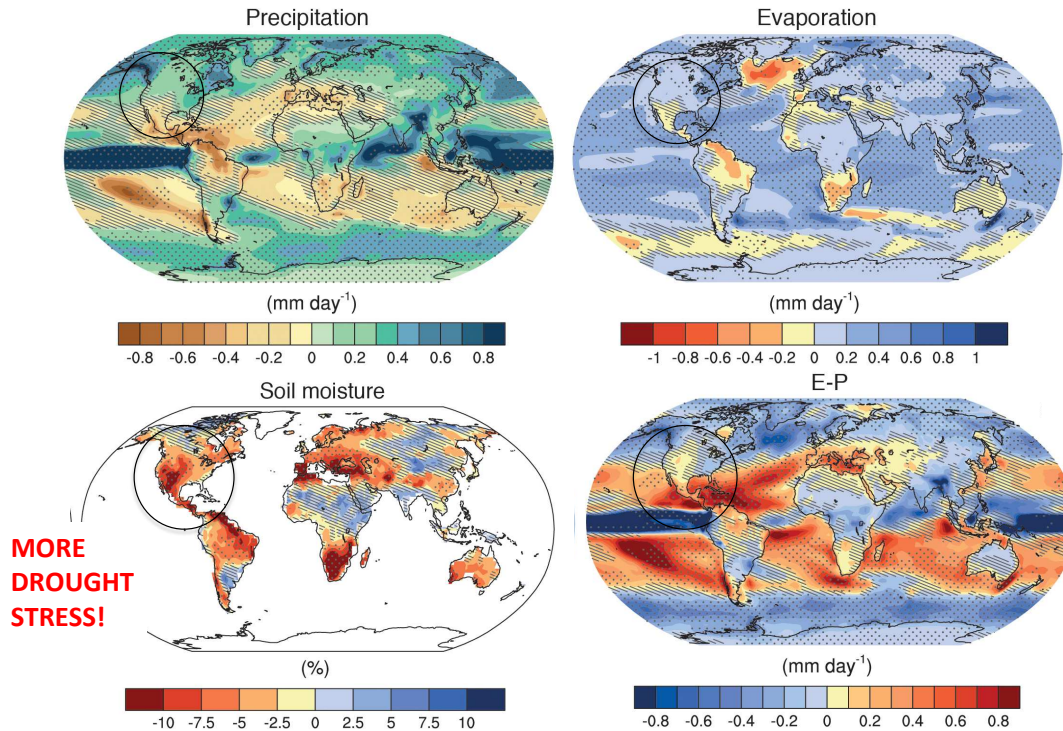 Precipitation
Evaporation
(mm day⁻¹)
-0.8 -0.6 -0.4 -0.2 0 0.2 0.4 0.6 0.8
(mm day⁻¹)
-1 -0.8 -0.6 -0.4 -0.2 0 0.2 0.4 0.6 0.8 1
Soil moisture
E-P
MORE
DROUGHT
STRESS!
(%)
-10 -7.5 -5 -2.5 0 2.5 5 7.5 10
(mm day⁻¹)
-0.8 -0.6 -0.4 -0.2 0 0.2 0.4 0.6 0.8